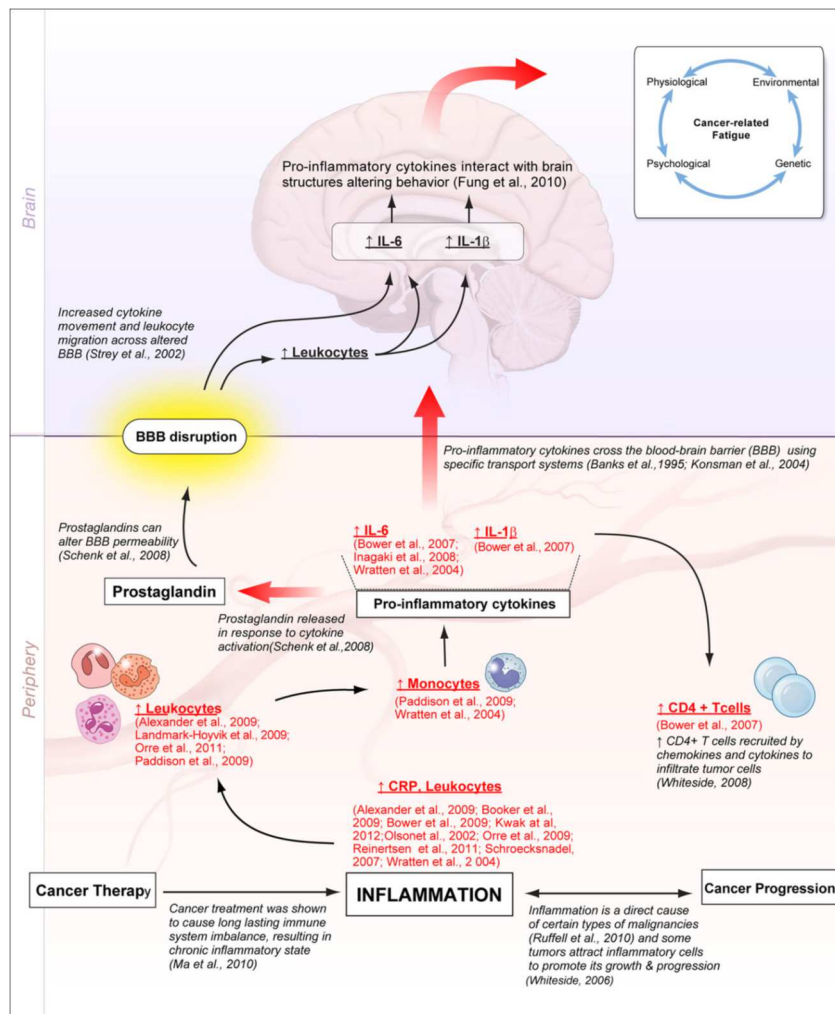 Brain
Physiological
Environmental
Cancer-related
Fatigue
Psychological
Genetic
Pro-inflammatory cytokines interact with brain
structures altering behavior (Fung et al., 2010)
↑ IL-6
↑ IL-1β
Increased cytokine
movement and leukocyte
migration across altered
BBB (Strey et al., 2002)
↑ Leukocytes
BBB disruption
Pro-inflammatory cytokines cross the blood-brain barrier (BBB) using
specific transport systems (Banks et al.,1995; Konsman et al., 2004)
Periphery
Prostaglandins can
alter BBB permeability
(Schenk et al., 2008)
↑ IL-6
(Bower et al., 2007;
Inagaki et al., 2008;
Wratten et al., 2004)
↑ IL-1β
(Bower et al., 2007)
Prostaglandin
Pro-inflammatory cytokines
Prostaglandin released
in response to cytokine
activation(Schenk et al.,2008)
↑ Leukocytes
(Alexander et al., 2009;
Landmark-Hoyvik et al., 2009;
Orre et al., 2011;
Paddison et al., 2009)
↑ Monocytes
(Paddison et al., 2009;
Wratten et al., 2004)
↑ CD4 + Tcells
(Bower et al., 2007)
↑ CD4+ T cells recruited by
chemokines and cytokines to
infiltrate tumor cells
(Whiteside, 2008)
↑ CRP, Leukocytes
(Alexander et al., 2009; Booker et al.,
2009; Bower et al., 2009; Kwak at al,
2012;Olsonet al., 2002; Orre et al., 2009;
Reinertsen et al., 2011; Schroecksnadel,
2007; Wratten et al., 2 004)
Cancer Therapy
INFLAMMATION
Cancer Progression
Cancer treatment was shown
to cause long lasting immune
system imbalance, resulting in
chronic inflammatory state
(Ma et al., 2010)
Inflammation is a direct cause
of certain types of malignancies
(Ruffell et al., 2010) and some
tumors attract inflammatory cells
to promote its growth & progression
(Whiteside, 2006)